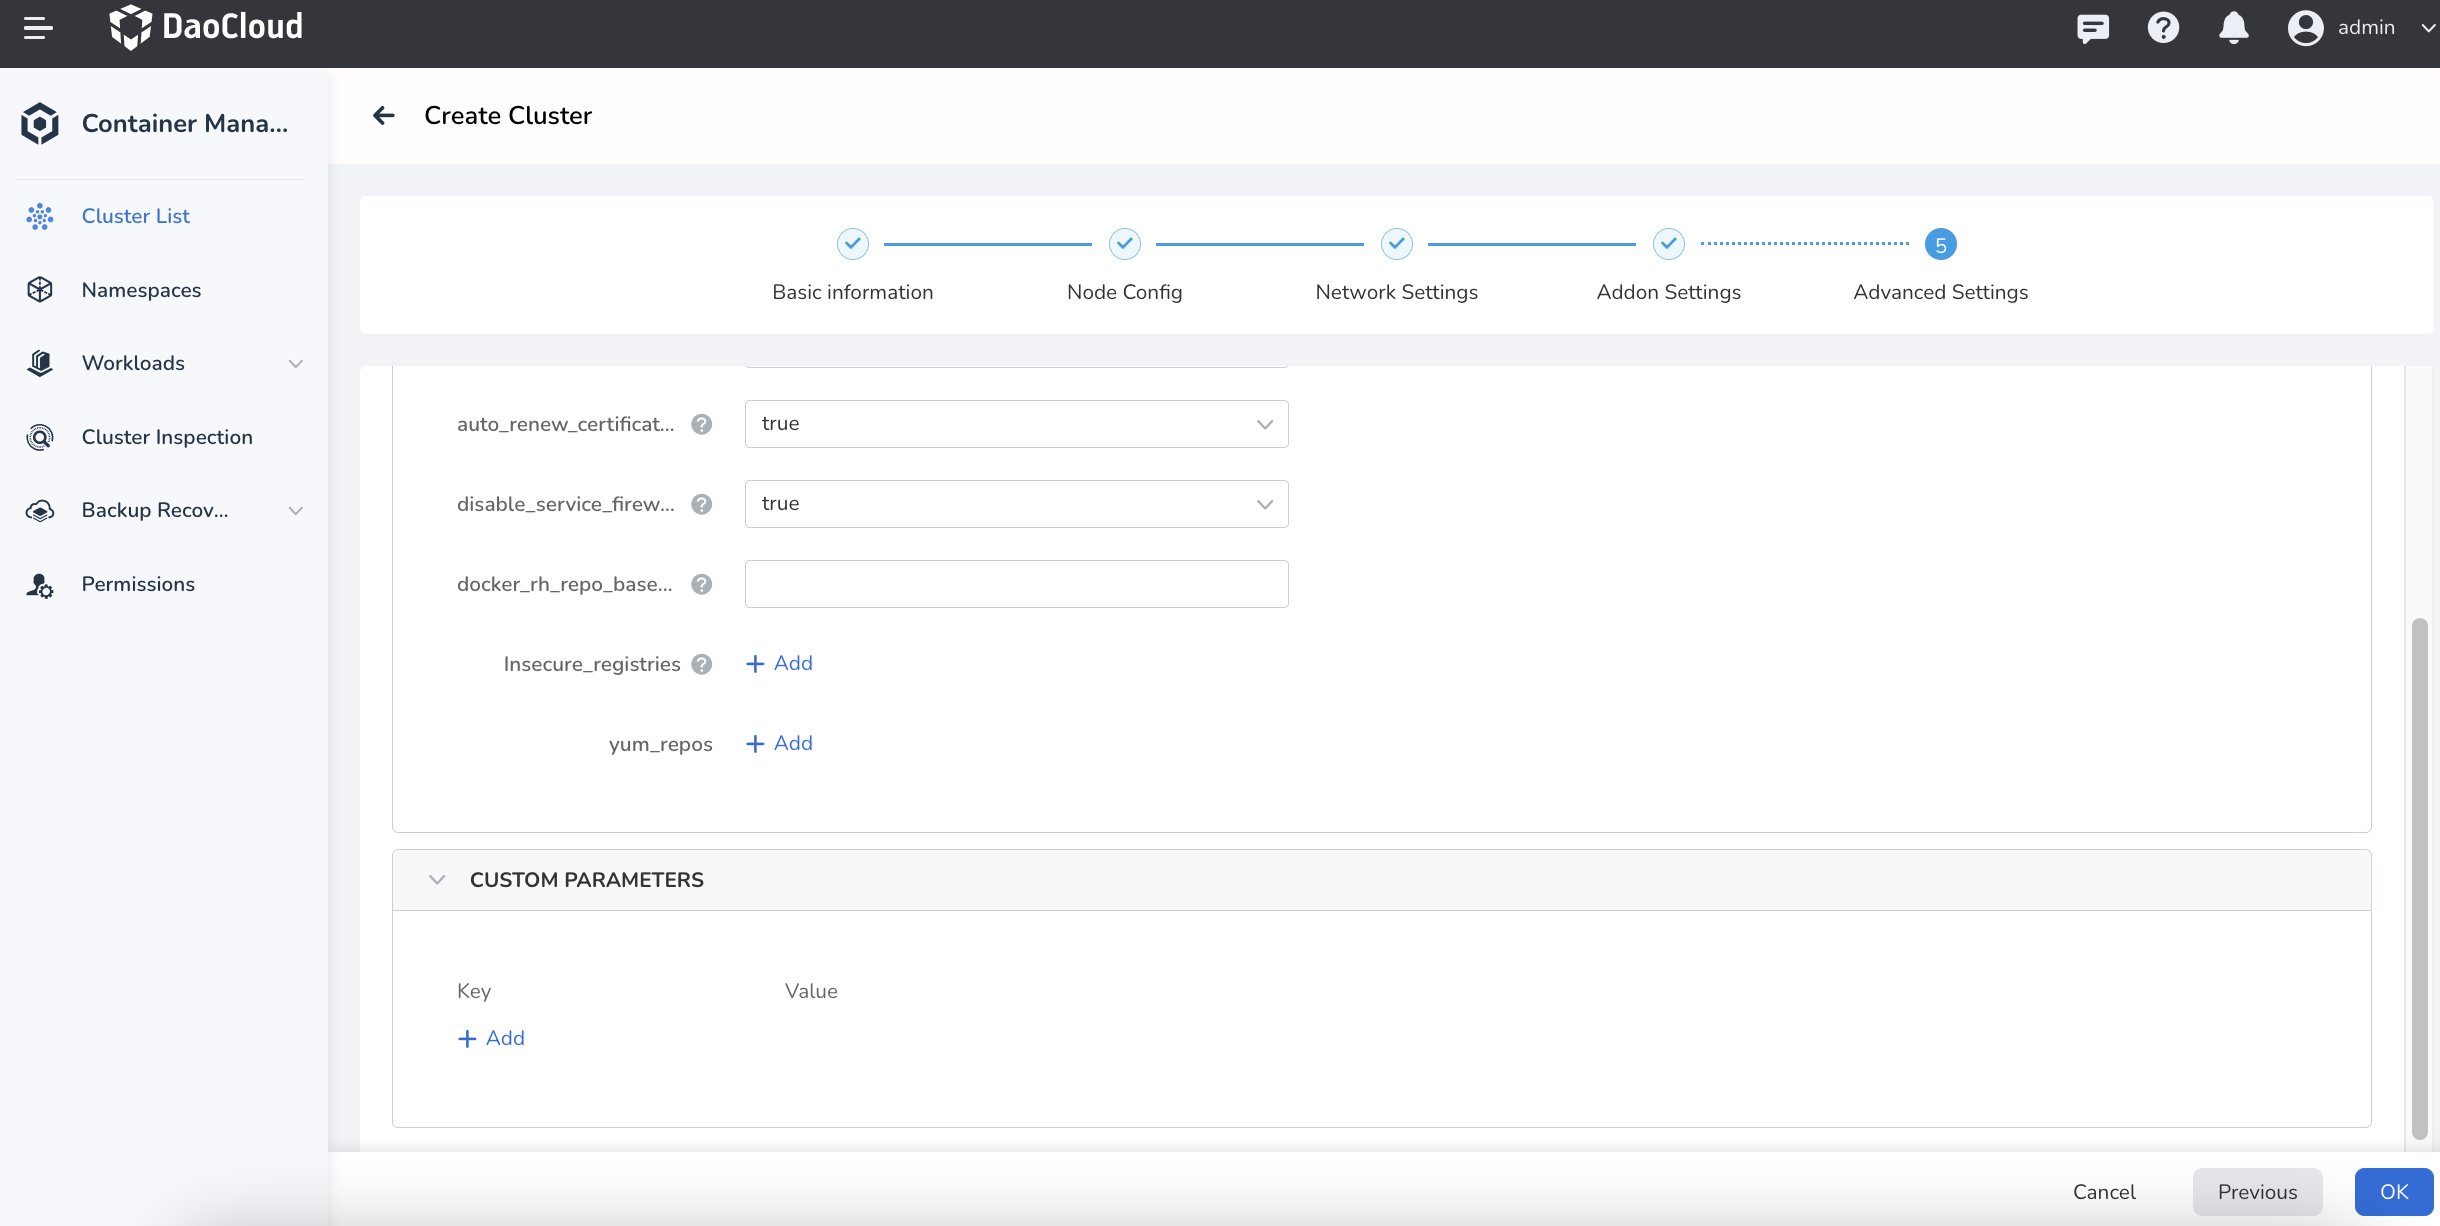 DaoCloud
admin
Container Mana...
Create Cluster
Cluster List
Namespaces
Workloads
Cluster Inspection
Backup Recov...
Permissions
5
Basic information
Node Config
Network Settings
Addon Settings
Advanced Settings
auto_renew_certificat... ?
true
disable_service_firew... ?
true
docker_rh_repo_base... ?
Insecure_registries ?
+ Add
yum_repos
+ Add
CUSTOM PARAMETERS
Key
Value
+ Add
Cancel
Previous
OK